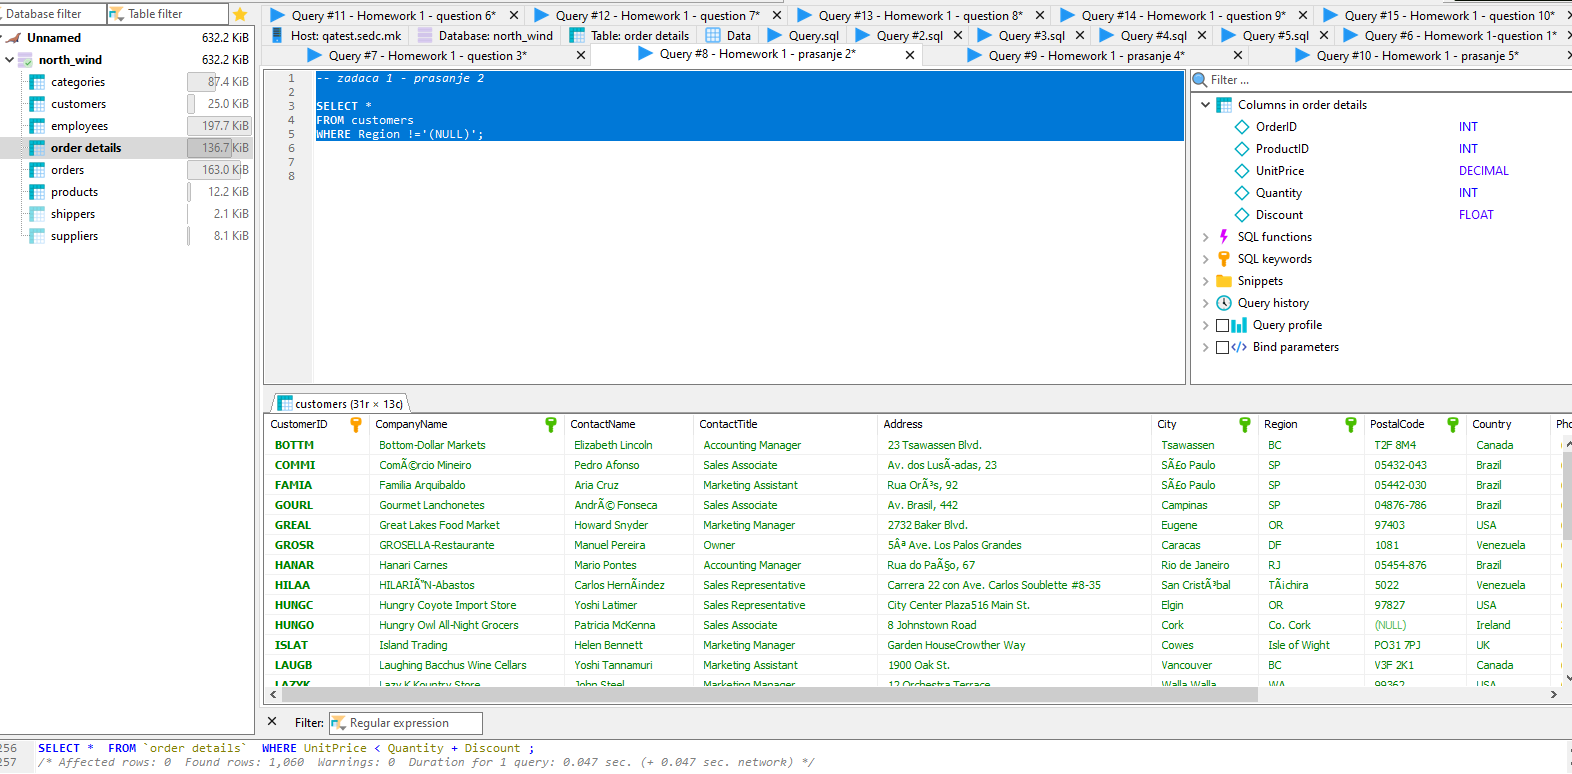 Database filter Table filter
Query #11 - Homework 1 - question 6* Query #12 - Homework 1 - question 7* Query #13 - Homework 1 - question 8* Query #14 - Homework 1 - question 9* Query #15 - Homework 1 - question 10*
Host: qatest.sedc.mk Database: north_wind Table: order details Data Query.sql Query #2.sql Query #3.sql Query #4.sql Query #5.sql Query #6 - Homework 1-question 1*
Query #7 - Homework 1 - question 3* Query #8 - Homework 1 - prasanje 2* Query #9 - Homework 1 - prasanje 4* Query #10 - Homework 1 - prasanje 5*
Unnamed 632.2 KiB
north_wind 632.2 KiB
categories 87.4 KiB
customers 25.0 KiB
employees 197.7 KiB
order details 136.7 KiB
orders 163.0 KiB
products 12.2 KiB
shippers 2.1 KiB
suppliers 8.1 KiB
1 -- zadaca 1 - prasanje 2
2
3 SELECT *
4 FROM customers
5 WHERE Region !='(NULL)';
6
7
8
Filter ...
Columns in order details
OrderID INT
ProductID INT
UnitPrice DECIMAL
Quantity INT
Discount FLOAT
SQL functions
SQL keywords
Snippets
Query history
Query profile
Bind parameters
customers (31r × 13c)
CustomerID CompanyName ContactName ContactTitle Address City Region PostalCode Country Pho
BOTTM Bottom-Dollar Markets Elizabeth Lincoln Accounting Manager 23 Tsawassen Blvd. Tsawassen BC T2F 8M4 Canada
COMMI ComÃ©rcio Mineiro Pedro Afonso Sales Associate Av. dos LusÃ­adas, 23 SÃ£o Paulo SP 05432-043 Brazil
FAMIA Familia Arquibaldo Aria Cruz Marketing Assistant Rua OrÃ³s, 92 SÃ£o Paulo SP 05442-030 Brazil
GOURL Gourmet Lanchonetes AndrÃ© Fonseca Sales Associate Av. Brasil, 442 Campinas SP 04876-786 Brazil
GREAL Great Lakes Food Market Howard Snyder Marketing Manager 2732 Baker Blvd. Eugene OR 97403 USA
GROSR GROSELLA-Restaurante Manuel Pereira Owner 5Âª Ave. Los Palos Grandes Caracas DF 1081 Venezuela
HANAR Hanari Carnes Mario Pontes Accounting Manager Rua do PaÃ§o, 67 Rio de Janeiro RJ 05454-876 Brazil
HILAA HILARIÃ“N-Abastos Carlos HernÃ¡ndez Sales Representative Carrera 22 con Ave. Carlos Soublette #8-35 San CristÃ³bal TÃ¡chira 5022 Venezuela
HUNGC Hungry Coyote Import Store Yoshi Latimer Sales Representative City Center Plaza516 Main St. Elgin OR 97827 USA
HUNGO Hungry Owl All-Night Grocers Patricia McKenna Sales Associate 8 Johnstown Road Cork Co. Cork (NULL) Ireland
ISLAT Island Trading Helen Bennett Marketing Manager Garden HouseCrowther Way Cowes Isle of Wight PO31 7PJ UK
LAUGB Laughing Bacchus Wine Cellars Yoshi Tannamuri Marketing Assistant 1900 Oak St. Vancouver BC V3F 2K1 Canada
LAZYK Lazy K Kountry Store John Steel Marketing Manager 12 Orchestra Terrace Walla Walla WA 99362 USA
Filter: Regular expression
256 SELECT * FROM `order details` WHERE UnitPrice < Quantity + Discount ;
257 /* Affected rows: 0 Found rows: 1,060 Warnings: 0 Duration for 1 query: 0.047 sec. (+ 0.047 sec. network) */